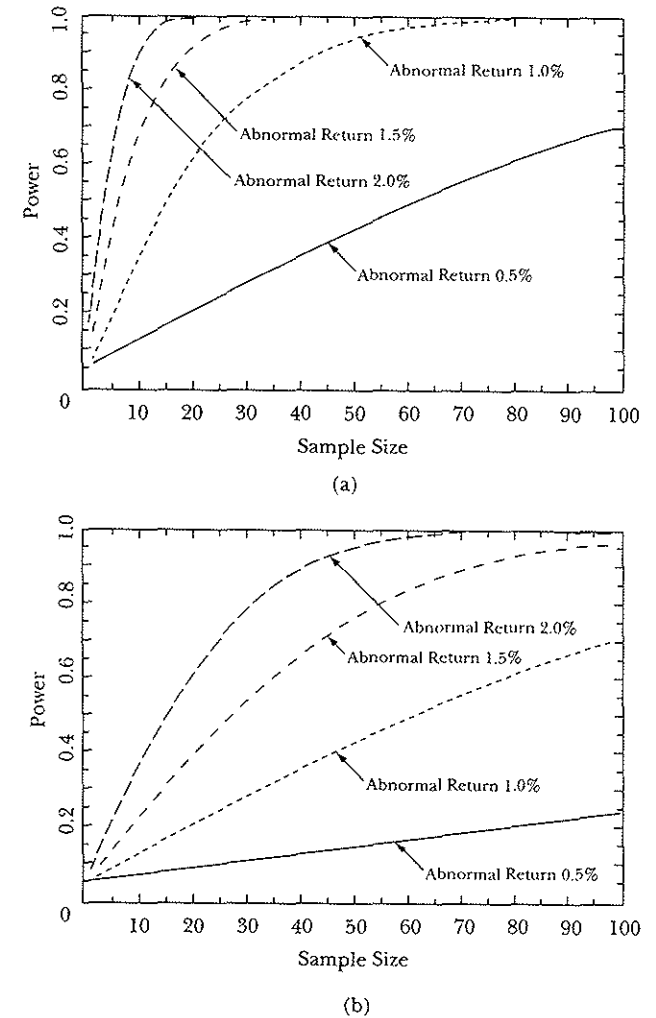 1.0
0.8
0.6
0.4
0.2
0
Power
Abnormal Return 1.0%
Abnormal Return 1.5%
Abnormal Return 2.0%
Abnormal Return 0.5%
10 20 30 40 50 60 70 80 90 100
Sample Size
(a)
1.0
0.8
0.6
0.4
0.2
0
Power
Abnormal Return 2.0%
Abnormal Return 1.5%
Abnormal Return 1.0%
Abnormal Return 0.5%
10 20 30 40 50 60 70 80 90 100
Sample Size
(b)